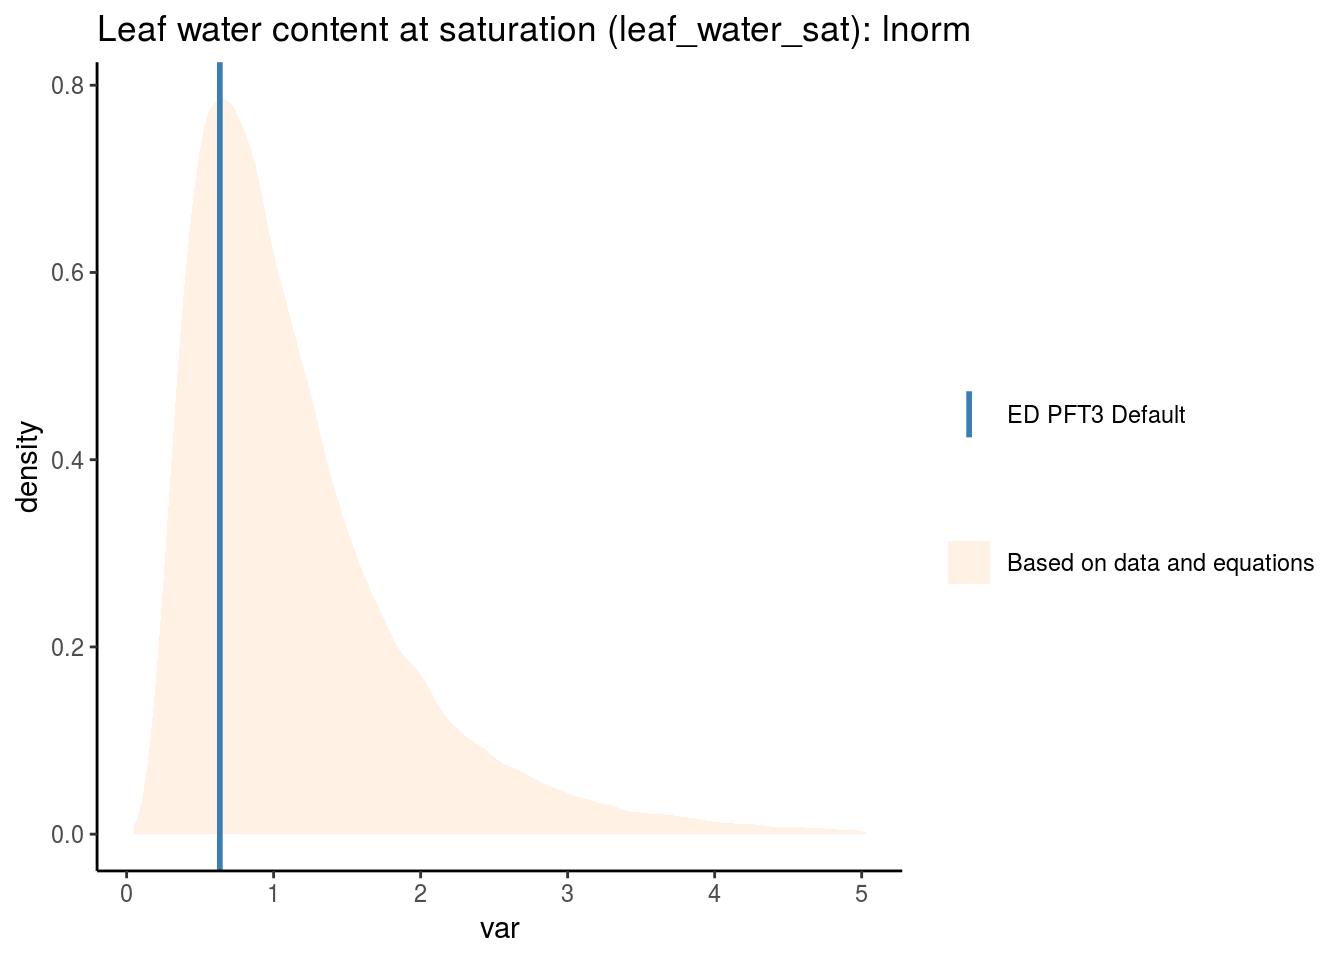 Leaf water content at saturation (leaf_water_sat): lnorm
0.8
0.6
0.4
0.2
0.0
density
0 1 2 3 4 5
var
ED PFT3 Default
Based on data and equations